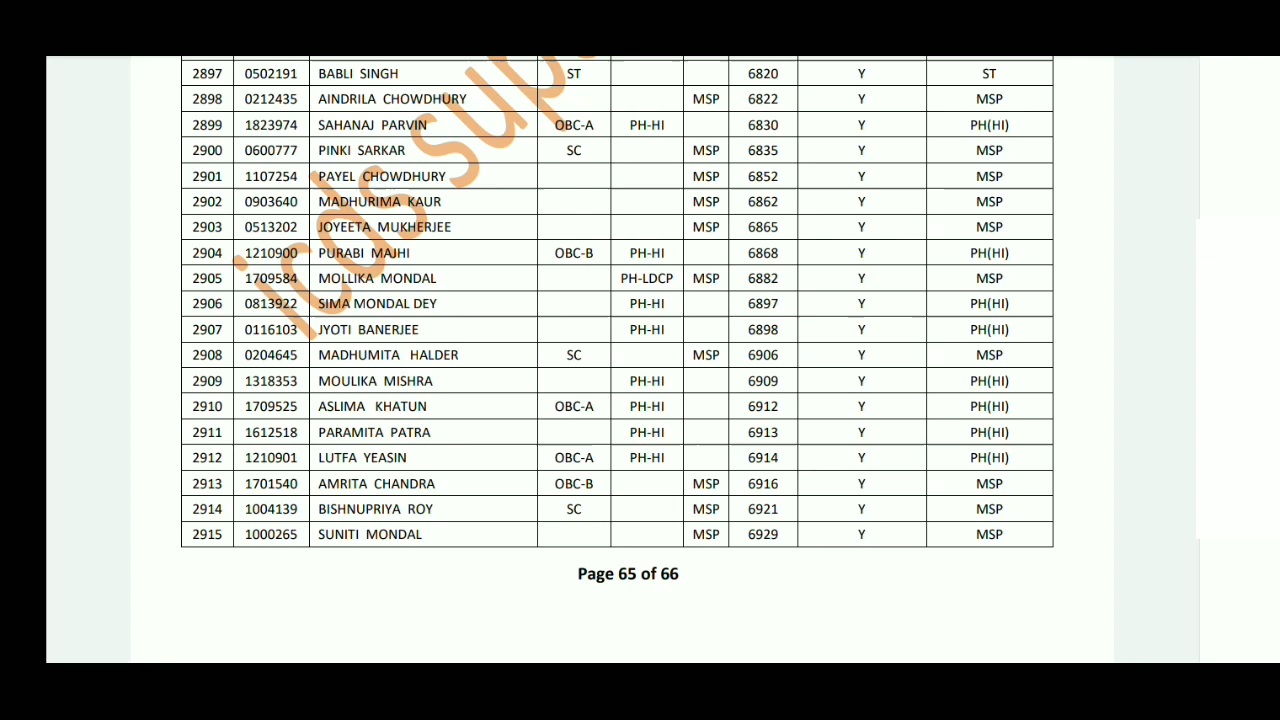 icds sup
2897 0502191 BABLI SINGH ST 6820 Y ST
2898 0212435 AINDRILA CHOWDHURY MSP 6822 Y MSP
2899 1823974 SAHANAJ PARVIN OBC-A PH-HI 6830 Y PH(HI)
2900 0600777 PINKI SARKAR SC MSP 6835 Y MSP
2901 1107254 PAYEL CHOWDHURY MSP 6852 Y MSP
2902 0903640 MADHURIMA KAUR MSP 6862 Y MSP
2903 0513202 JOYEETA MUKHERJEE MSP 6865 Y MSP
2904 1210900 PURABI MAJHI OBC-B PH-HI 6868 Y PH(HI)
2905 1709584 MOLLIKA MONDAL PH-LDCP MSP 6882 Y MSP
2906 0813922 SIMA MONDAL DEY PH-HI 6897 Y PH(HI)
2907 0116103 JYOTI BANERJEE PH-HI 6898 Y PH(HI)
2908 0204645 MADHUMITA HALDER SC MSP 6906 Y MSP
2909 1318353 MOULIKA MISHRA PH-HI 6909 Y PH(HI)
2910 1709525 ASLIMA KHATUN OBC-A PH-HI 6912 Y PH(HI)
2911 1612518 PARAMITA PATRA PH-HI 6913 Y PH(HI)
2912 1210901 LUTFA YEASIN OBC-A PH-HI 6914 Y PH(HI)
2913 1701540 AMRITA CHANDRA OBC-B MSP 6916 Y MSP
2914 1004139 BISHNUPRIYA ROY SC MSP 6921 Y MSP
2915 1000265 SUNITI MONDAL MSP 6929 Y MSP
Page 65 of 66